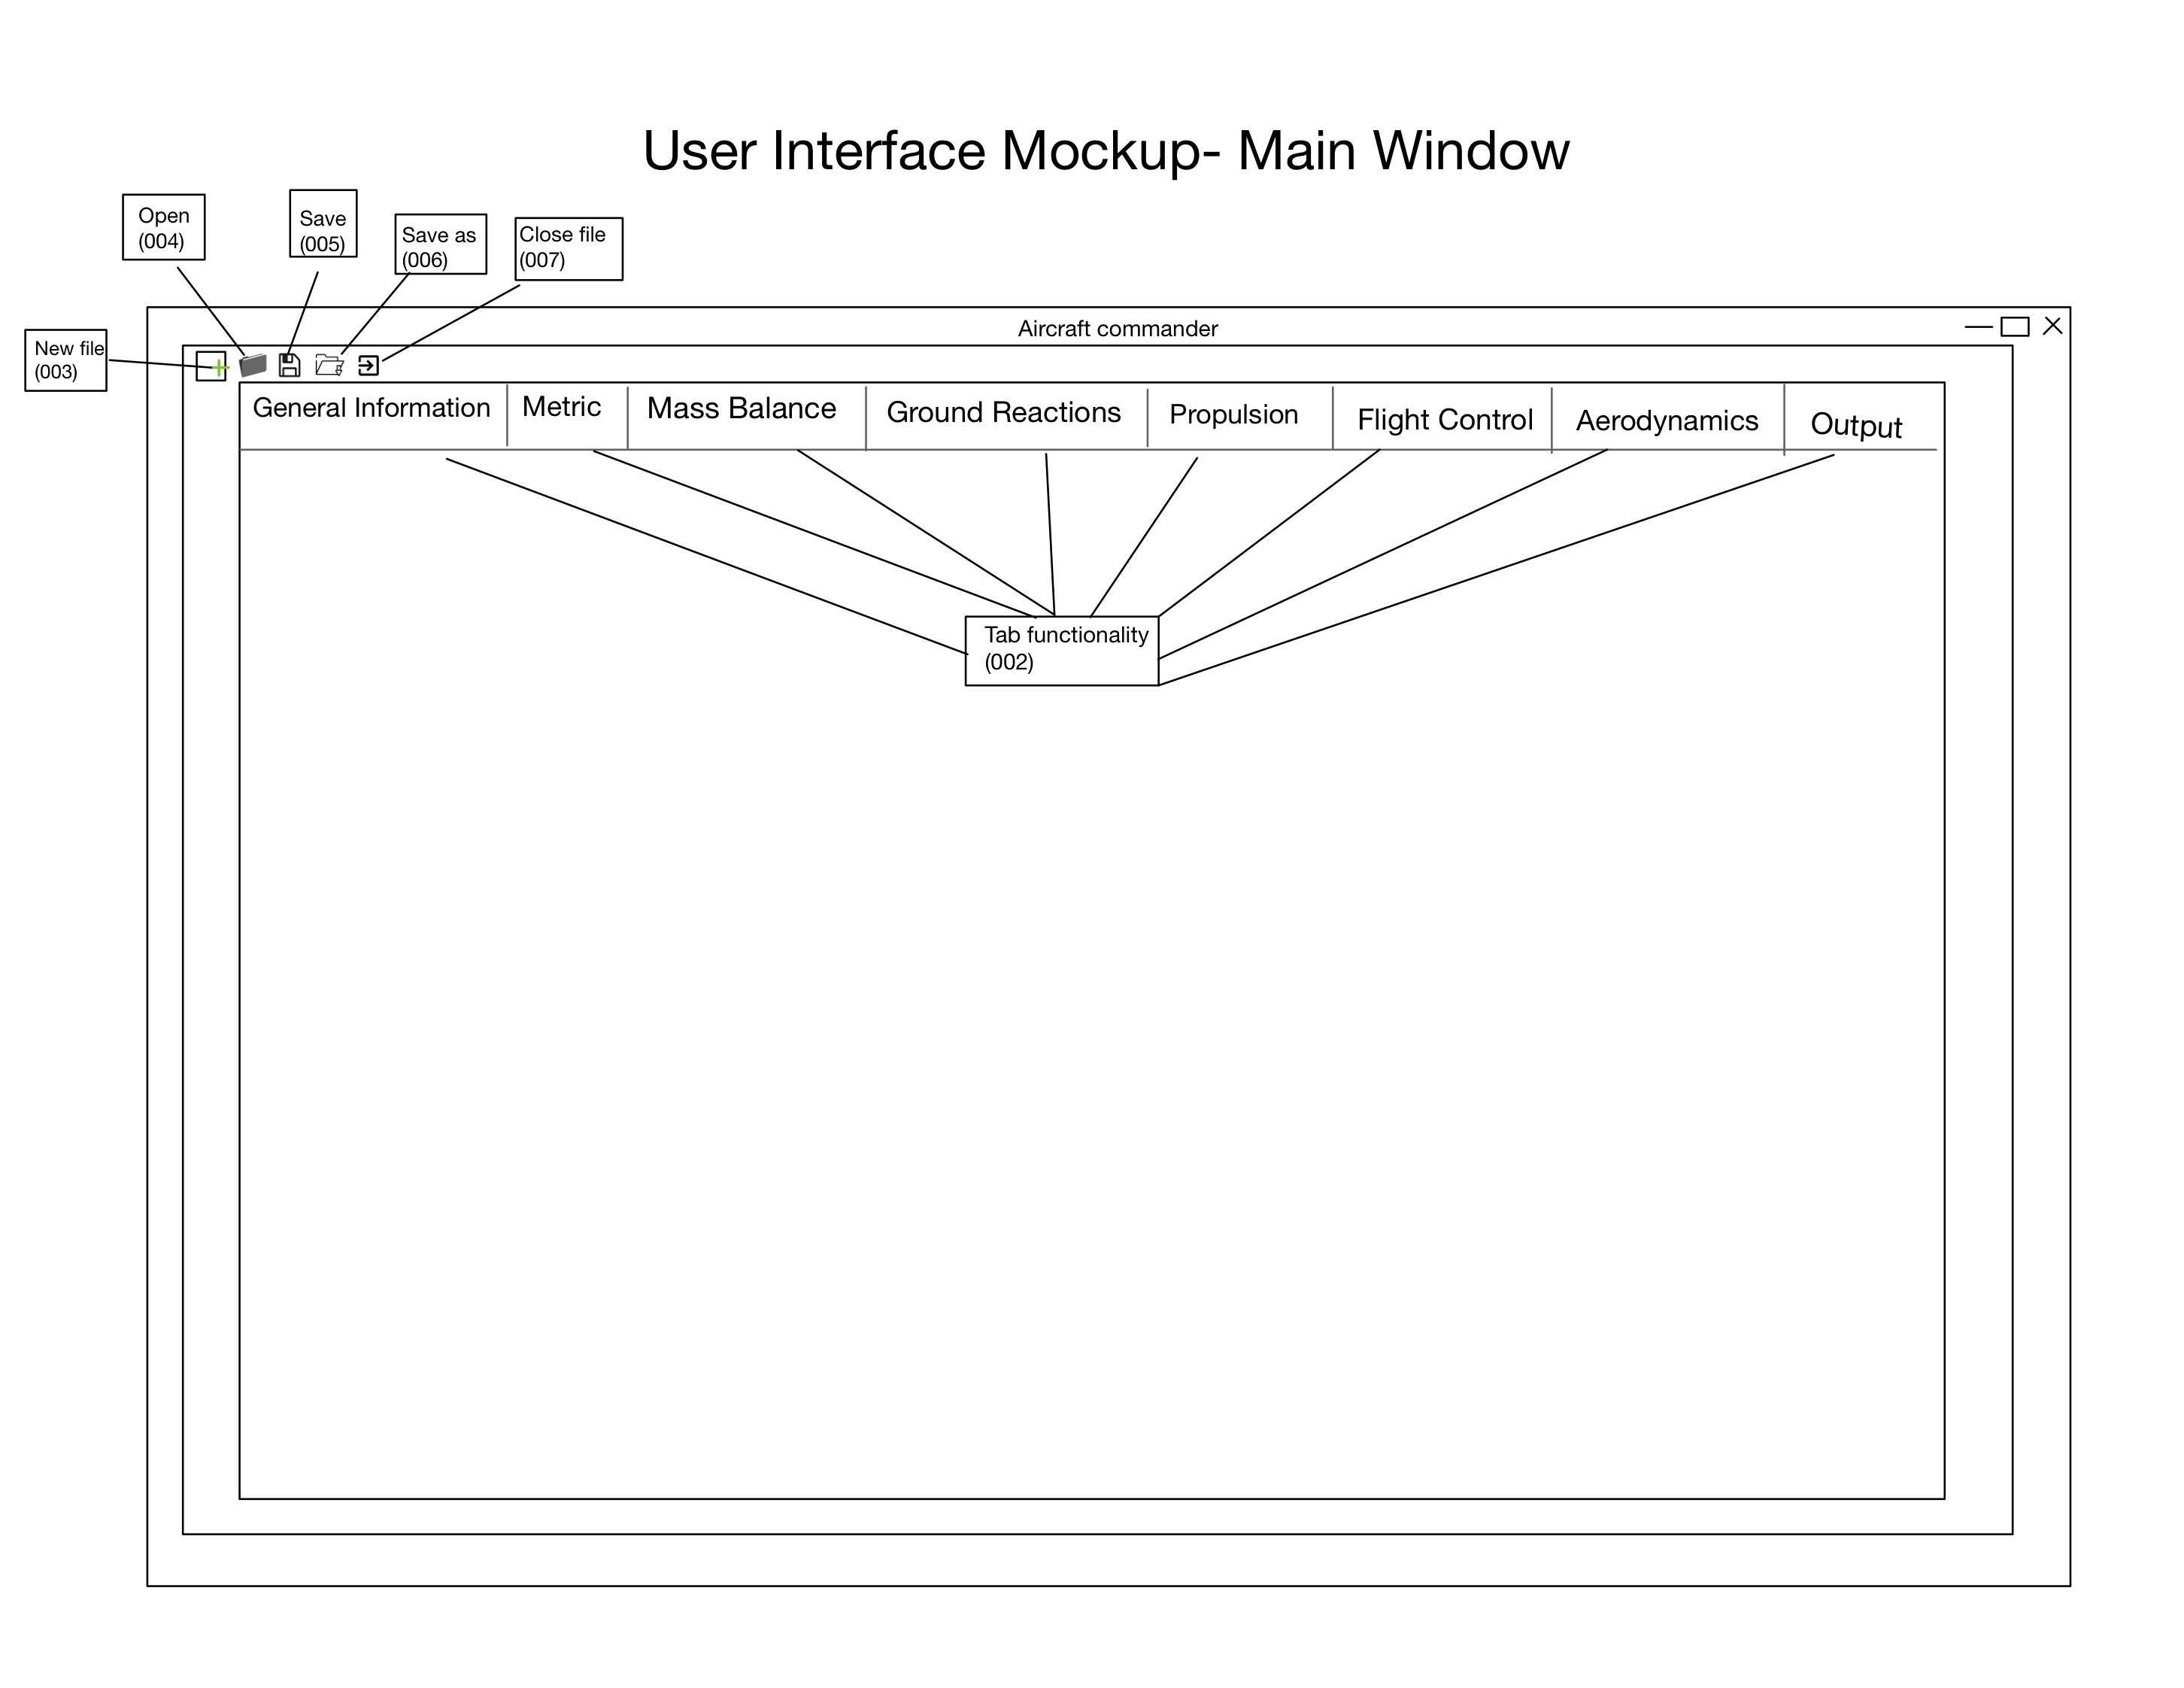 User Interface Mockup- Main Window
Open
(004)
Save
(005)
Save as
(006)
Close file
(007)
New file
(003)
Aircraft commander
General Information
Metric
Mass Balance
Ground Reactions
Propulsion
Flight Control
Aerodynamics
Output
Tab functionality
(002)